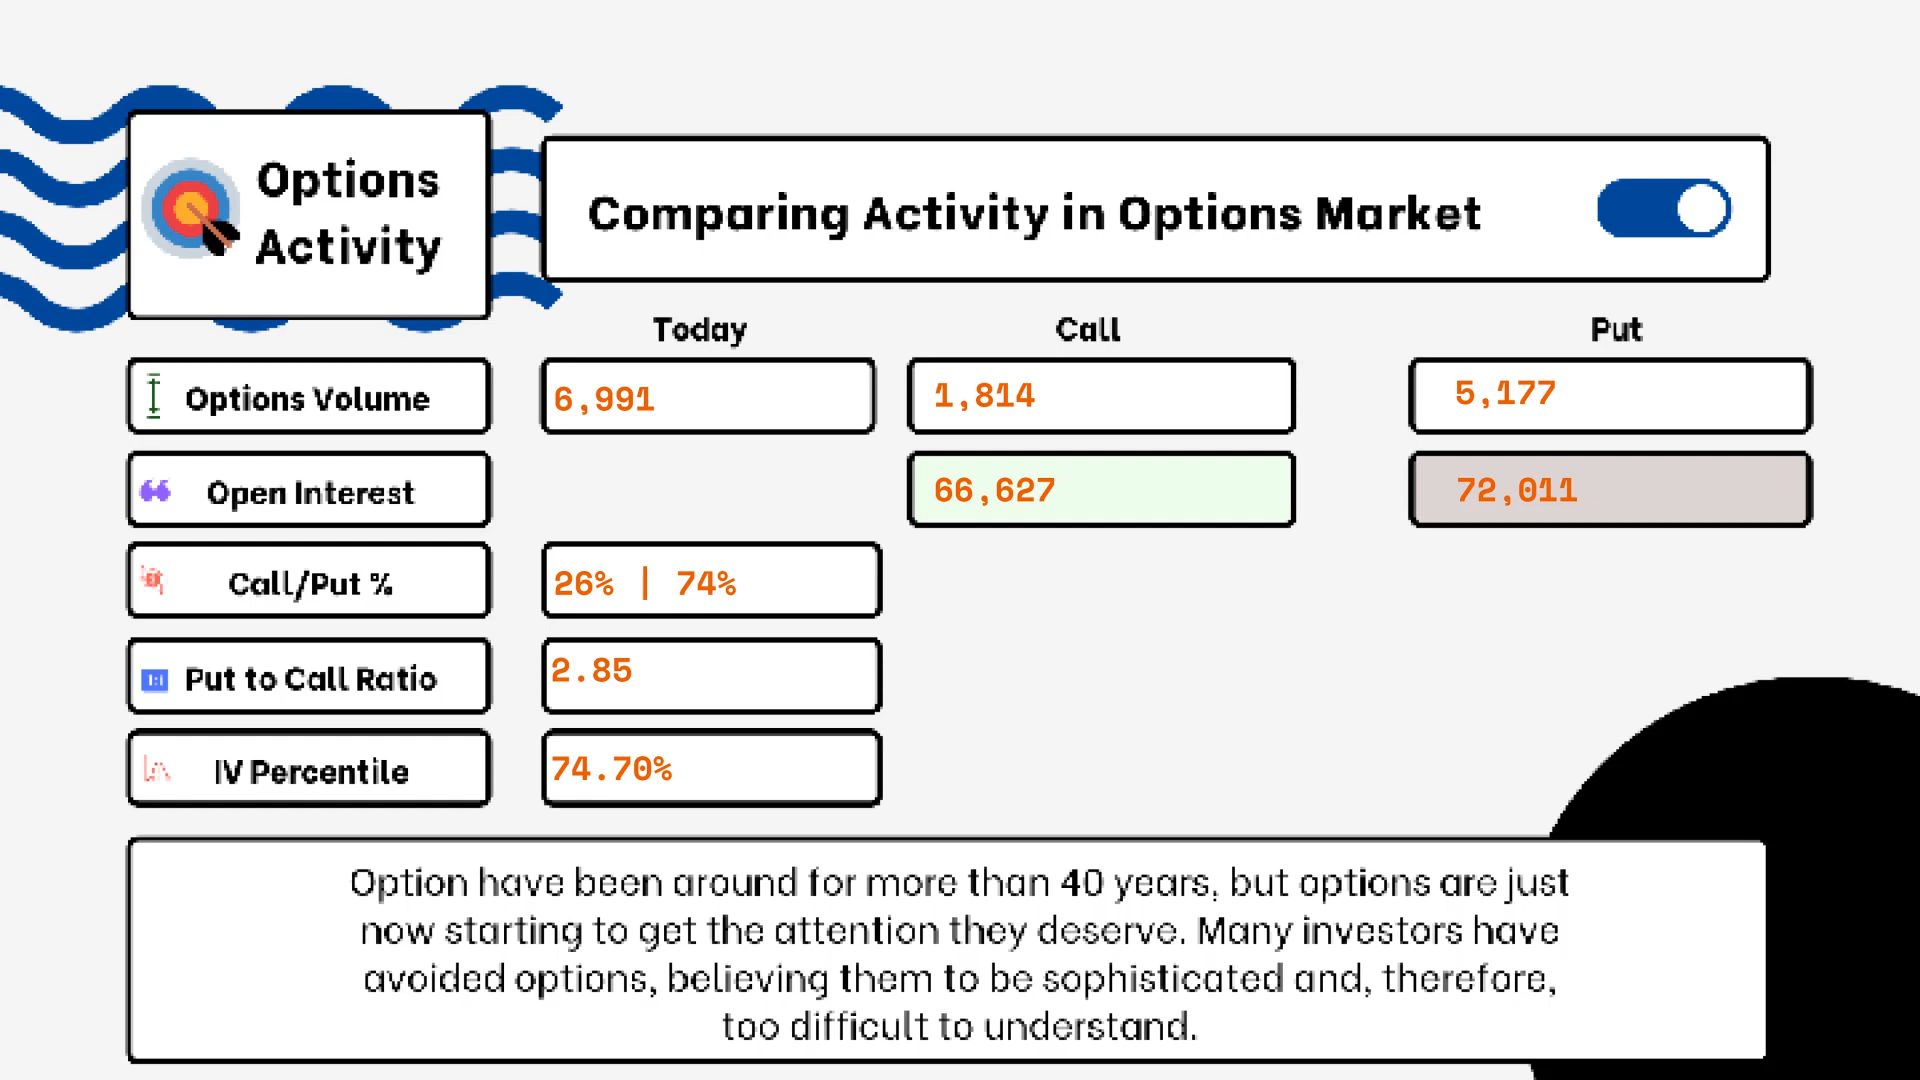 Options
Activity
Comparing Activity in Options Market
Today Call Put
Options Volume 6,991 1,814 5,177
Open Interest 66,627 72,011
Call/Put % 26% | 74%
Put to Call Ratio 2.85
IV Percentile 74.70%
Option have been around for more than 40 years, but options are just
now starting to get the attention they deserve. Many investors have
avoided options, believing them to be sophisticated and, therefore,
too difficult to understand.